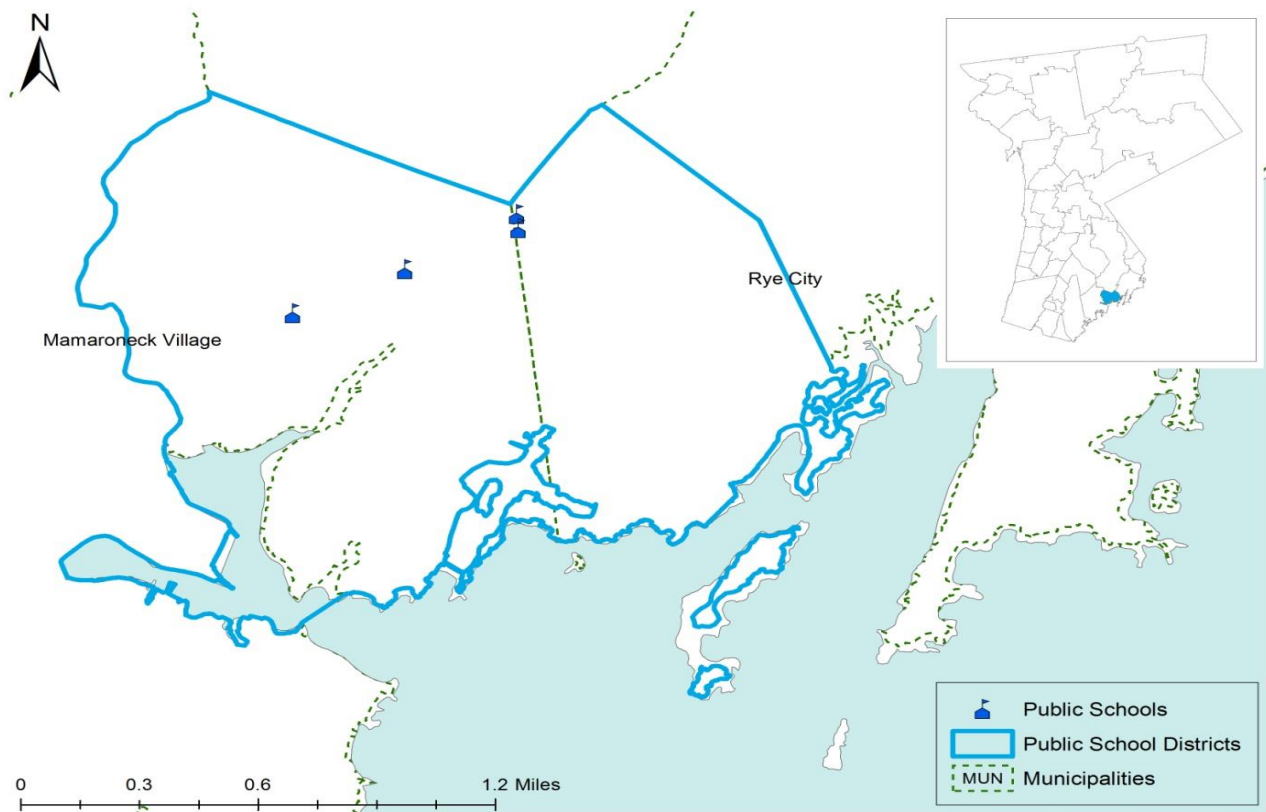 N
Rye City
Mamaroneck Village
Public Schools
Public School Districts
MUN Municipalities
0 0.3 0.6 1.2 Miles